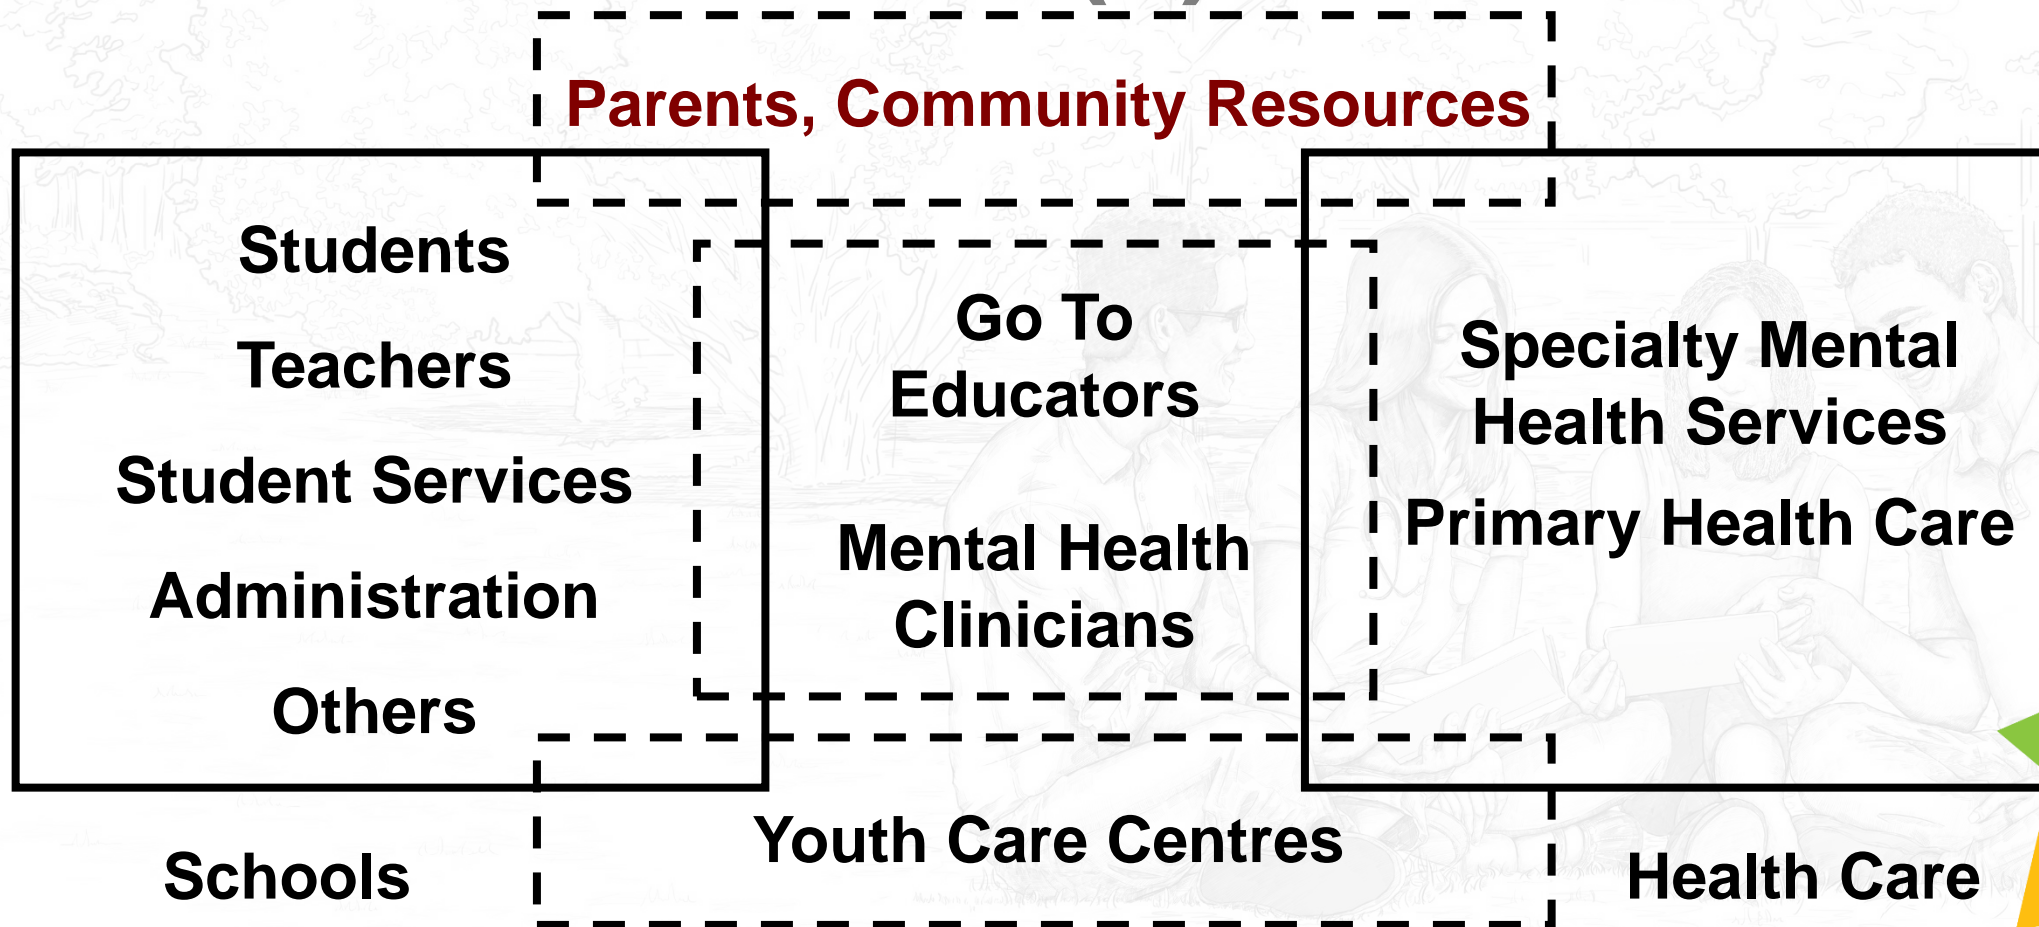 Parents, Community Resources
Students
Teachers
Student Services
Administration
Others
Go To
Educators
Mental Health
Clinicians
Specialty Mental
Health Services
Primary Health Care
Youth Care Centres
Schools
Health Care